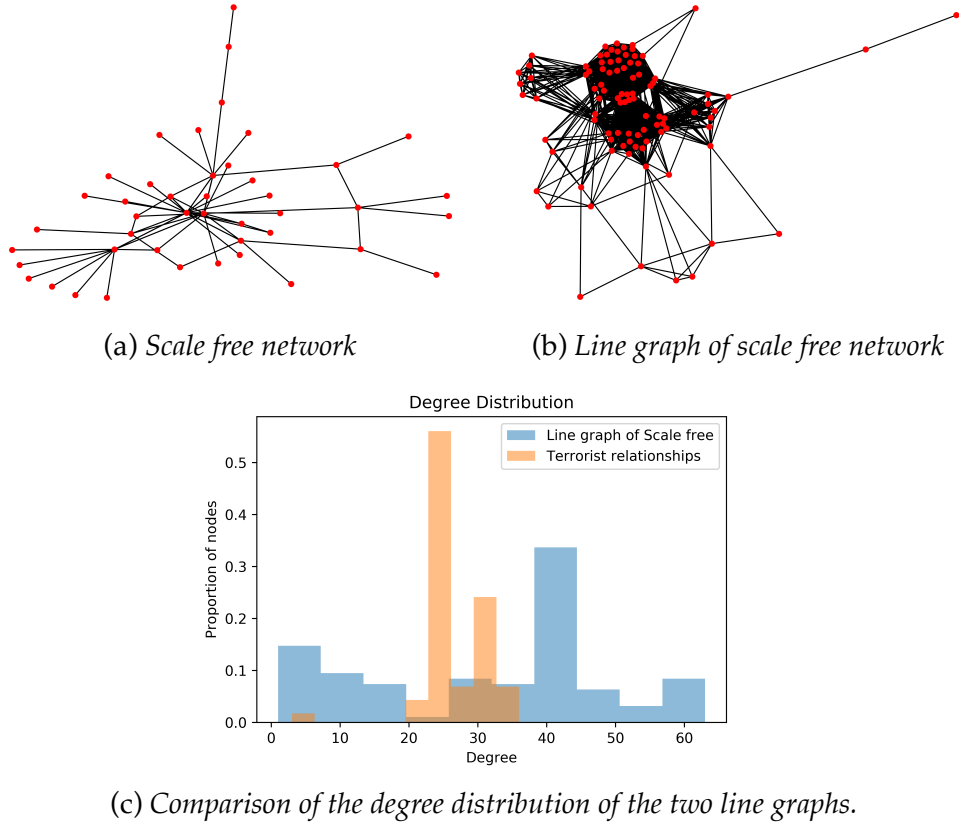 (a) Scale free network
(b) Line graph of scale free network
Degree Distribution
Line graph of Scale free
Terrorist relationships
Proportion of nodes
0.5
0.4
0.3
0.2
0.1
0.0
0 10 20 30 40 50 60
Degree
(c) Comparison of the degree distribution of the two line graphs.